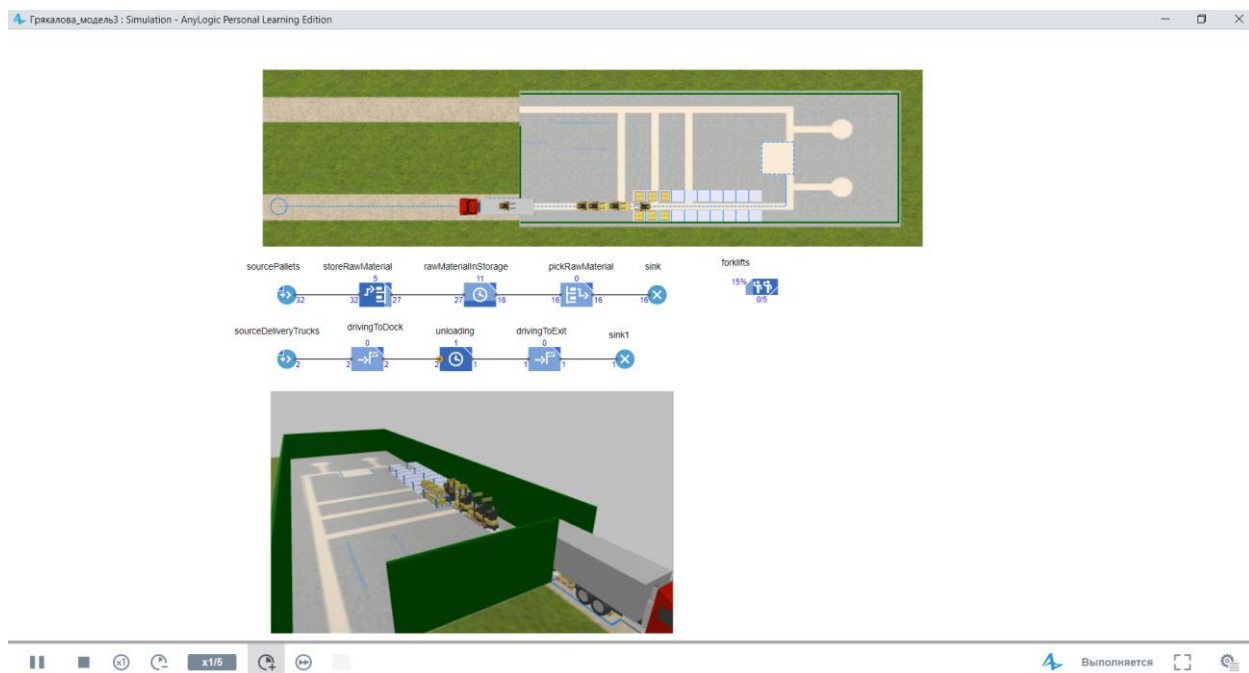 Грякалова_модель3 : Simulation - AnyLogic Personal Learning Edition
sourcePallets storeRawMaterial rawMaterialInStorage pickRawMaterial sink forklifts
5 11 0 15%
32 32 27 27 16 16 16 16 0/5
sourceDeliveryTrucks drivingToDock unloading drivingToExit sink1
0 1 0
2 2 2 2 1 1 1 1
x1 x1/5 Выполняется